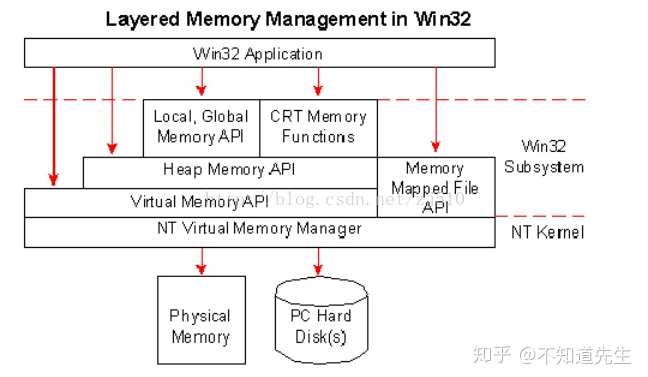 Layered Memory Management in Win32
Win32 Application
Local, Global
Memory API
CRT Memory
Functions
Win32
Subsystem
Heap Memory API
Memory
Mapped File
API
Virtual Memory API
NT Virtual Memory Manager
NT Kernel
Physical
Memory
PC Hard
Disk(s)
知乎 @不知道先生